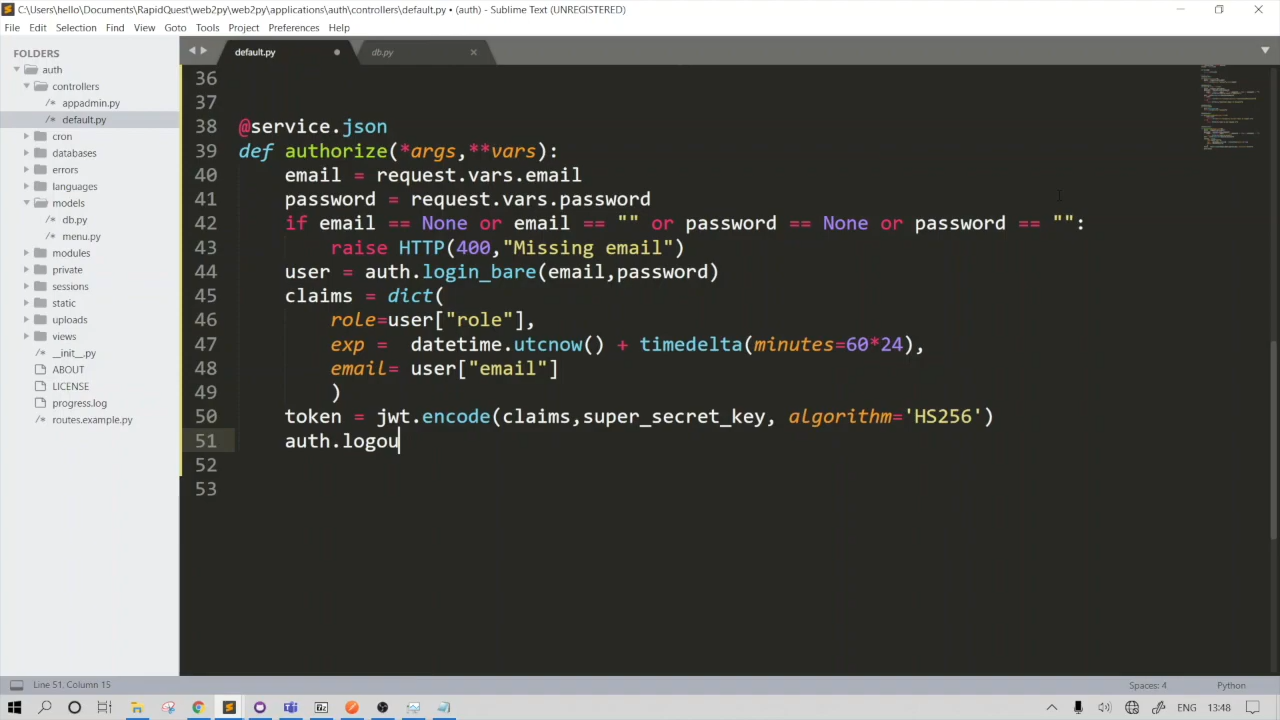 C:\Users\hello\Documents\RapidQuest\web2py\web2py\applications\auth\controllers\default.py • (auth) - Sublime Text (UNREGISTERED)
File Edit Selection Find View Goto Tools Project Preferences Help
FOLDERS
auth
controllers
/* appadmin.py
/* default.py
cron
databases
errors
languages
models
/* db.py
/* menu.py
modules
private
sessions
static
uploads
views
/* __init__.py
ABOUT
LICENSE
progress.log
/* routes.example.py
default.py
db.py
36
37
38 @service.json
39 def authorize(*args,**vars):
40 email = request.vars.email
41 password = request.vars.password
42 if email == None or email == "" or password == None or password == "":
43 raise HTTP(400,"Missing email")
44 user = auth.login_bare(email,password)
45 claims = dict(
46 role=user["role"],
47 exp =  datetime.utcnow() + timedelta(minutes=60*24),
48 email= user["email"]
49 )
50 token = jwt.encode(claims,super_secret_key, algorithm='HS256')
51 auth.logou
52
53
Line 51, Column 15
Spaces: 4
Python
ENG
13:48